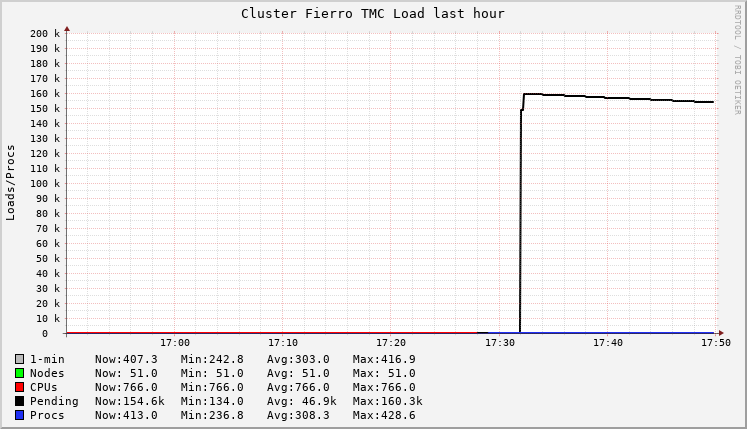 Cluster Fierro TMC Load last hour
RRDTOOL / TOBI OETIKER
Loads/Procs
200 k
190 k
180 k
170 k
160 k
150 k
140 k
130 k
120 k
110 k
100 k
90 k
80 k
70 k
60 k
50 k
40 k
30 k
20 k
10 k
0
17:00 17:10 17:20 17:30 17:40 17:50
1-min Now:407.3 Min:242.8 Avg:303.0 Max:416.9
Nodes Now: 51.0 Min: 51.0 Avg: 51.0 Max: 51.0
CPUs Now:766.0 Min:766.0 Avg:766.0 Max:766.0
Pending Now:154.6k Min:134.0 Avg: 46.9k Max:160.3k
Procs Now:413.0 Min:236.8 Avg:308.3 Max:428.6